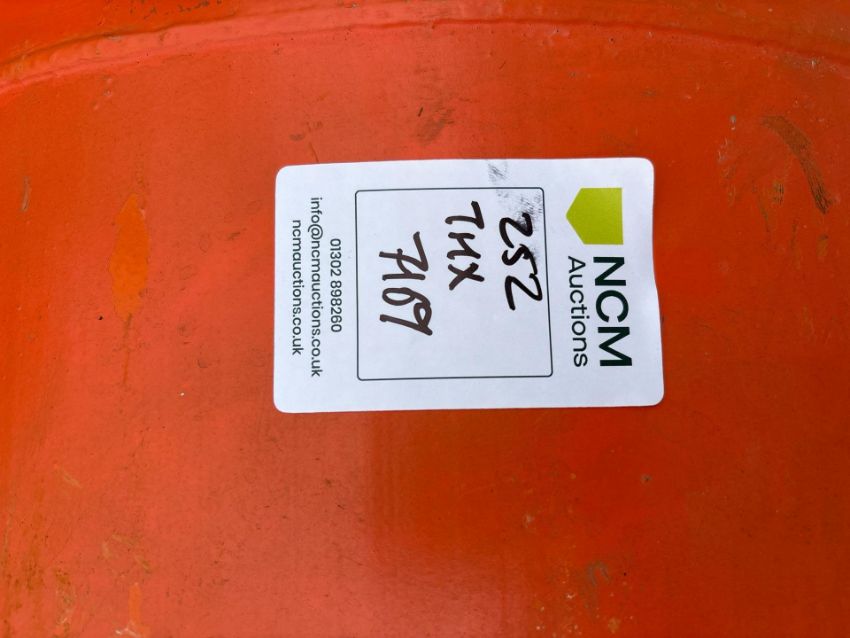 NCM
Auctions
252
THX
7169
01302 898260
info@ncmauctions.co.uk
ncmauctions.co.uk